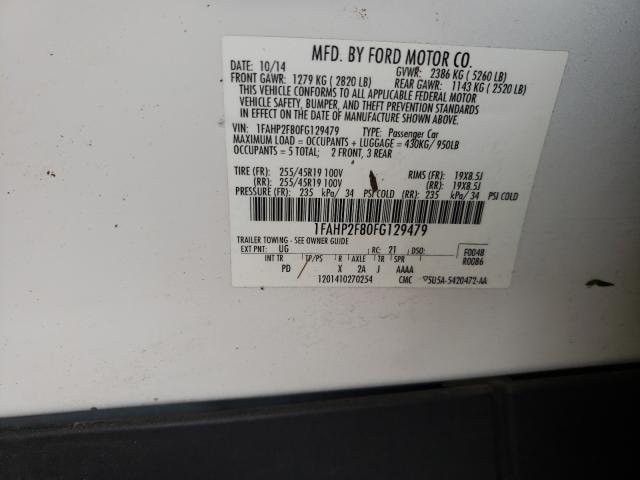 MFD. BY FORD MOTOR CO.
DATE: 10/14 GVWR: 2386 KG ( 5260 LB)
FRONT GAWR: 1279 KG ( 2820 LB) REAR GAWR: 1143 KG ( 2520 LB)
THIS VEHICLE CONFORMS TO ALL APPLICABLE FEDERAL MOTOR
VEHICLE SAFETY, BUMPER, AND THEFT PREVENTION STANDARDS
IN EFFECT ON THE DATE OF MANUFACTURE SHOWN ABOVE.
VIN: 1FAHP2F80FG129479 TYPE: Passenger Car
MAXIMUM LOAD = OCCUPANTS + LUGGAGE = 430KG/ 950LB
OCCUPANTS = 5 TOTAL; 2 FRONT, 3 REAR
TIRE (FR): 255/45R19 100V RIMS (FR): 19X8.5J
(RR): 255/45R19 100V (RR): 19X8.5J
PRESSURE (FR): 235 kPa/ 34 PSI COLD (RR): 235 kPa/ 34 PSI COLD
1FAHP2F80FG129479
TRAILER TOWING - SEE OWNER GUIDE
EXT PNT: UG RC: 21 DSO: F0048
R0086
INT TR TP/PS R AXLE TR SPR
PD X 2A J AAAA
1201410270254 CMC ▽5U5A-5420472-AA